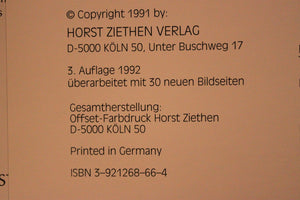 © Copyright 1991 by:
HORST ZIETHEN VERLAG
D-5000 KÖLN 50, Unter Buschweg 17
3. Auflage 1992
überarbeitet mit 30 neuen Bildseiten
Gesamtherstellung:
Offset-Farbdruck Horst Ziethen
D-5000 KÖLN 50
Printed in Germany
ISBN 3-921268-66-4